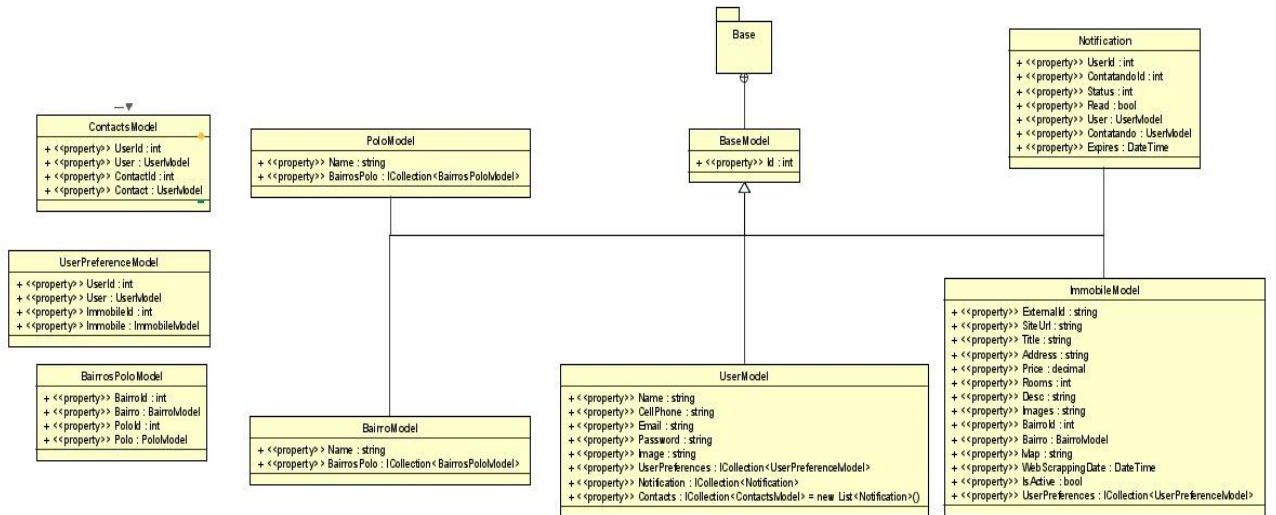 Base
Notification
+ <<property>> UserId : int
+ <<property>> ContatandoId : int
+ <<property>> Status : int
+ <<property>> Read : bool
+ <<property>> User : UserModel
+ <<property>> Contatando : UserModel
+ <<property>> Expires : DateTime
ContactsModel
+ <<property>> UserId : int
+ <<property>> User : UserModel
+ <<property>> ContactId : int
+ <<property>> Contact : UserModel
PoloModel
+ <<property>> Name : string
+ <<property>> BairrosPolo : ICollection<BairrosPoloModel>
BaseModel
+ <<property>> Id : int
UserPreferenceModel
+ <<property>> UserId : int
+ <<property>> User : UserModel
+ <<property>> ImmobileId : int
+ <<property>> Immobile : ImmobileModel
BairrosPoloModel
+ <<property>> BairroId : int
+ <<property>> Bairro : BairroModel
+ <<property>> PoloId : int
+ <<property>> Polo : PoloModel
BairroModel
+ <<property>> Name : string
+ <<property>> BairrosPolo : ICollection<BairrosPoloModel>
UserModel
+ <<property>> Name : string
+ <<property>> CellPhone : string
+ <<property>> Email : string
+ <<property>> Password : string
+ <<property>> Image : string
+ <<property>> UserPreferences : ICollection<UserPreferenceModel>
+ <<property>> Notification : ICollection<Notification>
+ <<property>> Contacts : ICollection<ContactsModel> = new List<Notification>()
ImmobileModel
+ <<property>> ExternalId : string
+ <<property>> SiteUrl : string
+ <<property>> Title : string
+ <<property>> Address : string
+ <<property>> Price : decimal
+ <<property>> Rooms : int
+ <<property>> Desc : string
+ <<property>> Images : string
+ <<property>> BairroId : int
+ <<property>> Bairro : BairroModel
+ <<property>> Map : string
+ <<property>> WebScrappingDate : DateTime
+ <<property>> IsActive : bool
+ <<property>> UserPreferences : ICollection<UserPreferenceModel>